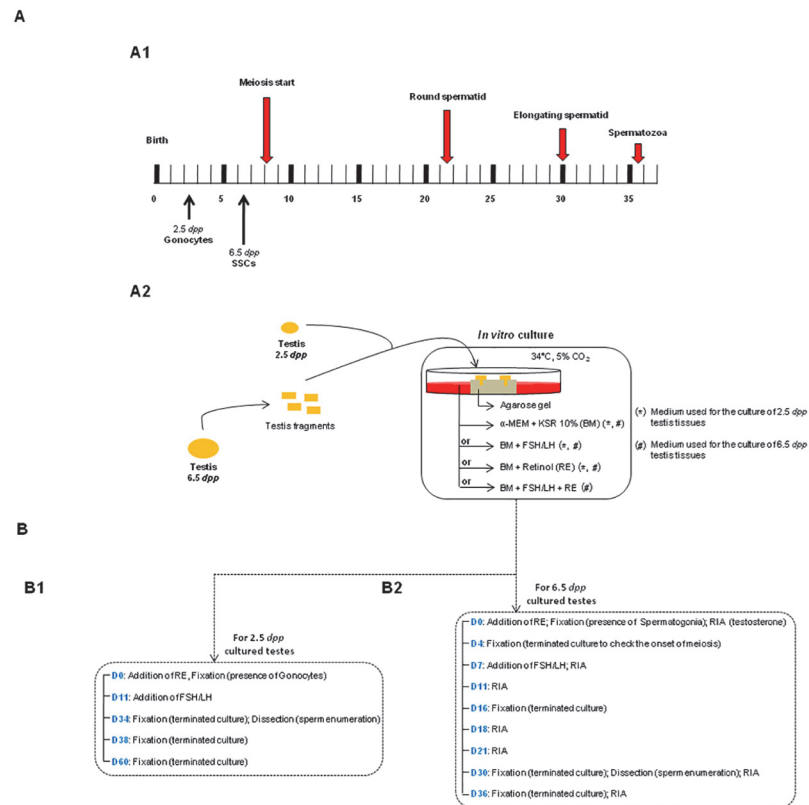 A
A1
Meiosis start
Round spermatid
Elongating spermatid
Spermatozoa
Birth
0 5 10 15 20 25 30 35
2.5 dpp
Gonocytes
6.5 dpp
SSCs
A2
Testis
2.5 dpp
Testis fragments
Testis
6.5 dpp
In vitro culture
34°C, 5% CO2
Agarose gel
α-MEM + KSR 10% (BM) (*, #)
or BM + FSH/LH (*, #)
or BM + Retinol (RE) (*, #)
or BM + FSH/LH + RE (#)
(*) Medium used for the culture of 2.5 dpp
testis tissues
(#) Medium used for the culture of 6.5 dpp
testis tissues
B
B1
For 2.5 dpp
cultured testes
D0: Addition of RE, Fixation (presence of Gonocytes)
D11: Addition of FSH/LH
D34: Fixation (terminated culture); Dissection (sperm enumeration)
D38: Fixation (terminated culture)
D60: Fixation (terminated culture)
B2
For 6.5 dpp
cultured testes
D0: Addition of RE; Fixation (presence of Spermatogonia); RIA (testosterone)
D4: Fixation (terminated culture to check the onset of meiosis)
D7: Addition of FSH/LH; RIA
D11: RIA
D16: Fixation (terminated culture)
D18: RIA
D21: RIA
D30: Fixation (terminated culture); Dissection (sperm enumeration); RIA
D36: Fixation (terminated culture); RIA